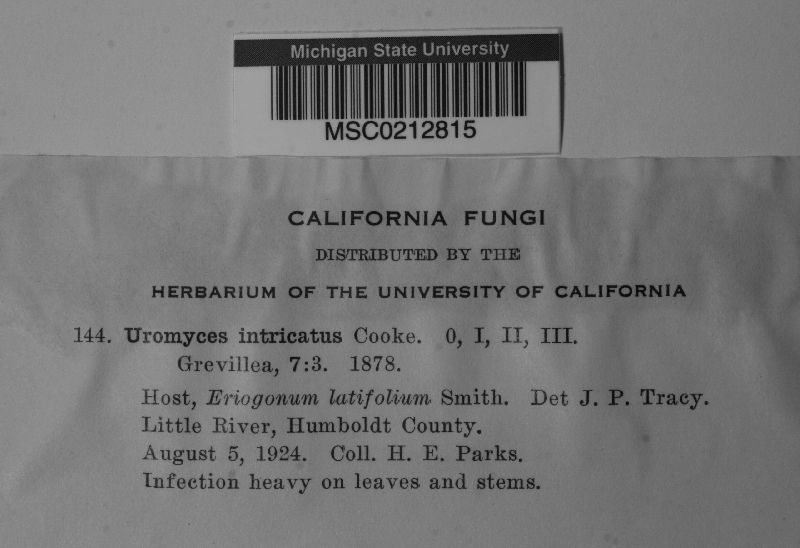 Michigan State University
MSC0212815
CALIFORNIA FUNGI
DISTRIBUTED BY THE
HERBARIUM OF THE UNIVERSITY OF CALIFORNIA
144. Uromyces intricatus Cooke. 0, I, II, III.
Grevillea, 7:3. 1878.
Host, Eriogonum latifolium Smith. Det J. P. Tracy.
Little River, Humboldt County.
August 5, 1924. Coll. H. E. Parks.
Infection heavy on leaves and stems.